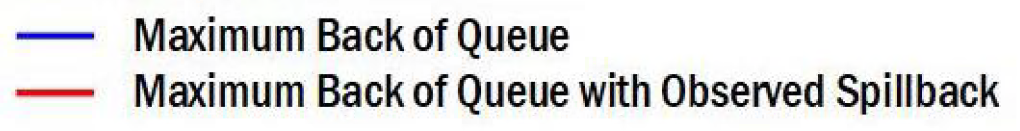 Maximum Back of Queue
Maximum Back of Queue with Observed Spillback